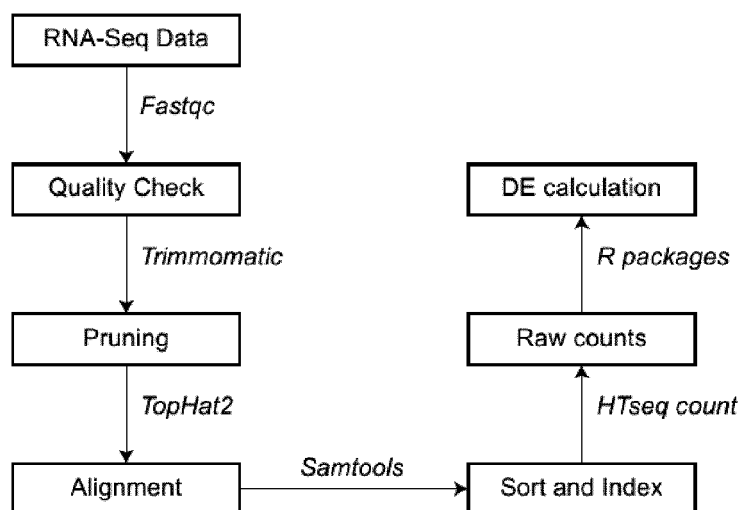 RNA-Seq Data
Fastqc
Quality Check
Trimmomatic
Pruning
TopHat2
Alignment
Samtools
Sort and Index
HTseq count
Raw counts
R packages
DE calculation